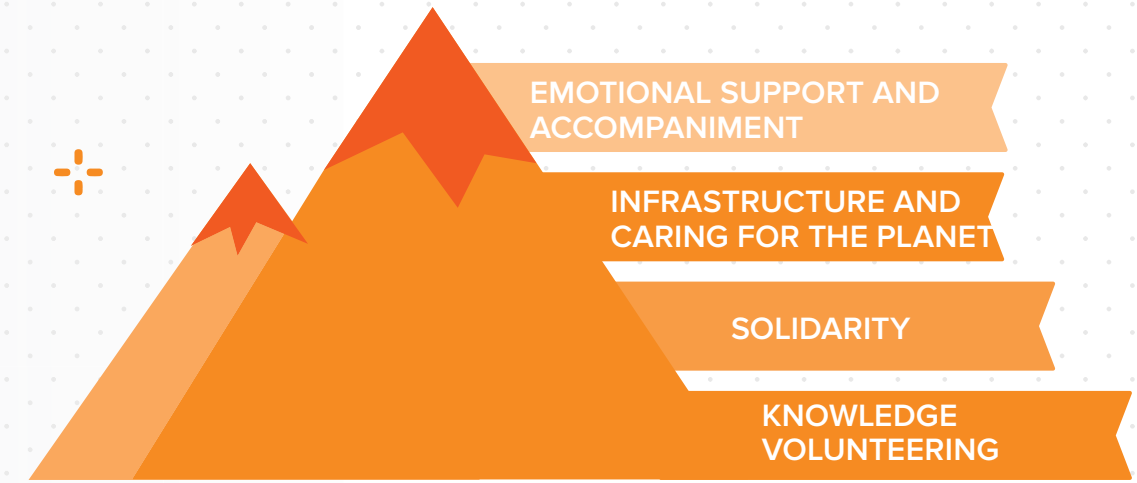 EMOTIONAL SUPPORT AND
ACCOMPANIMENT
INFRASTRUCTURE AND
CARING FOR THE PLANET
SOLIDARITY
KNOWLEDGE
VOLUNTEERING